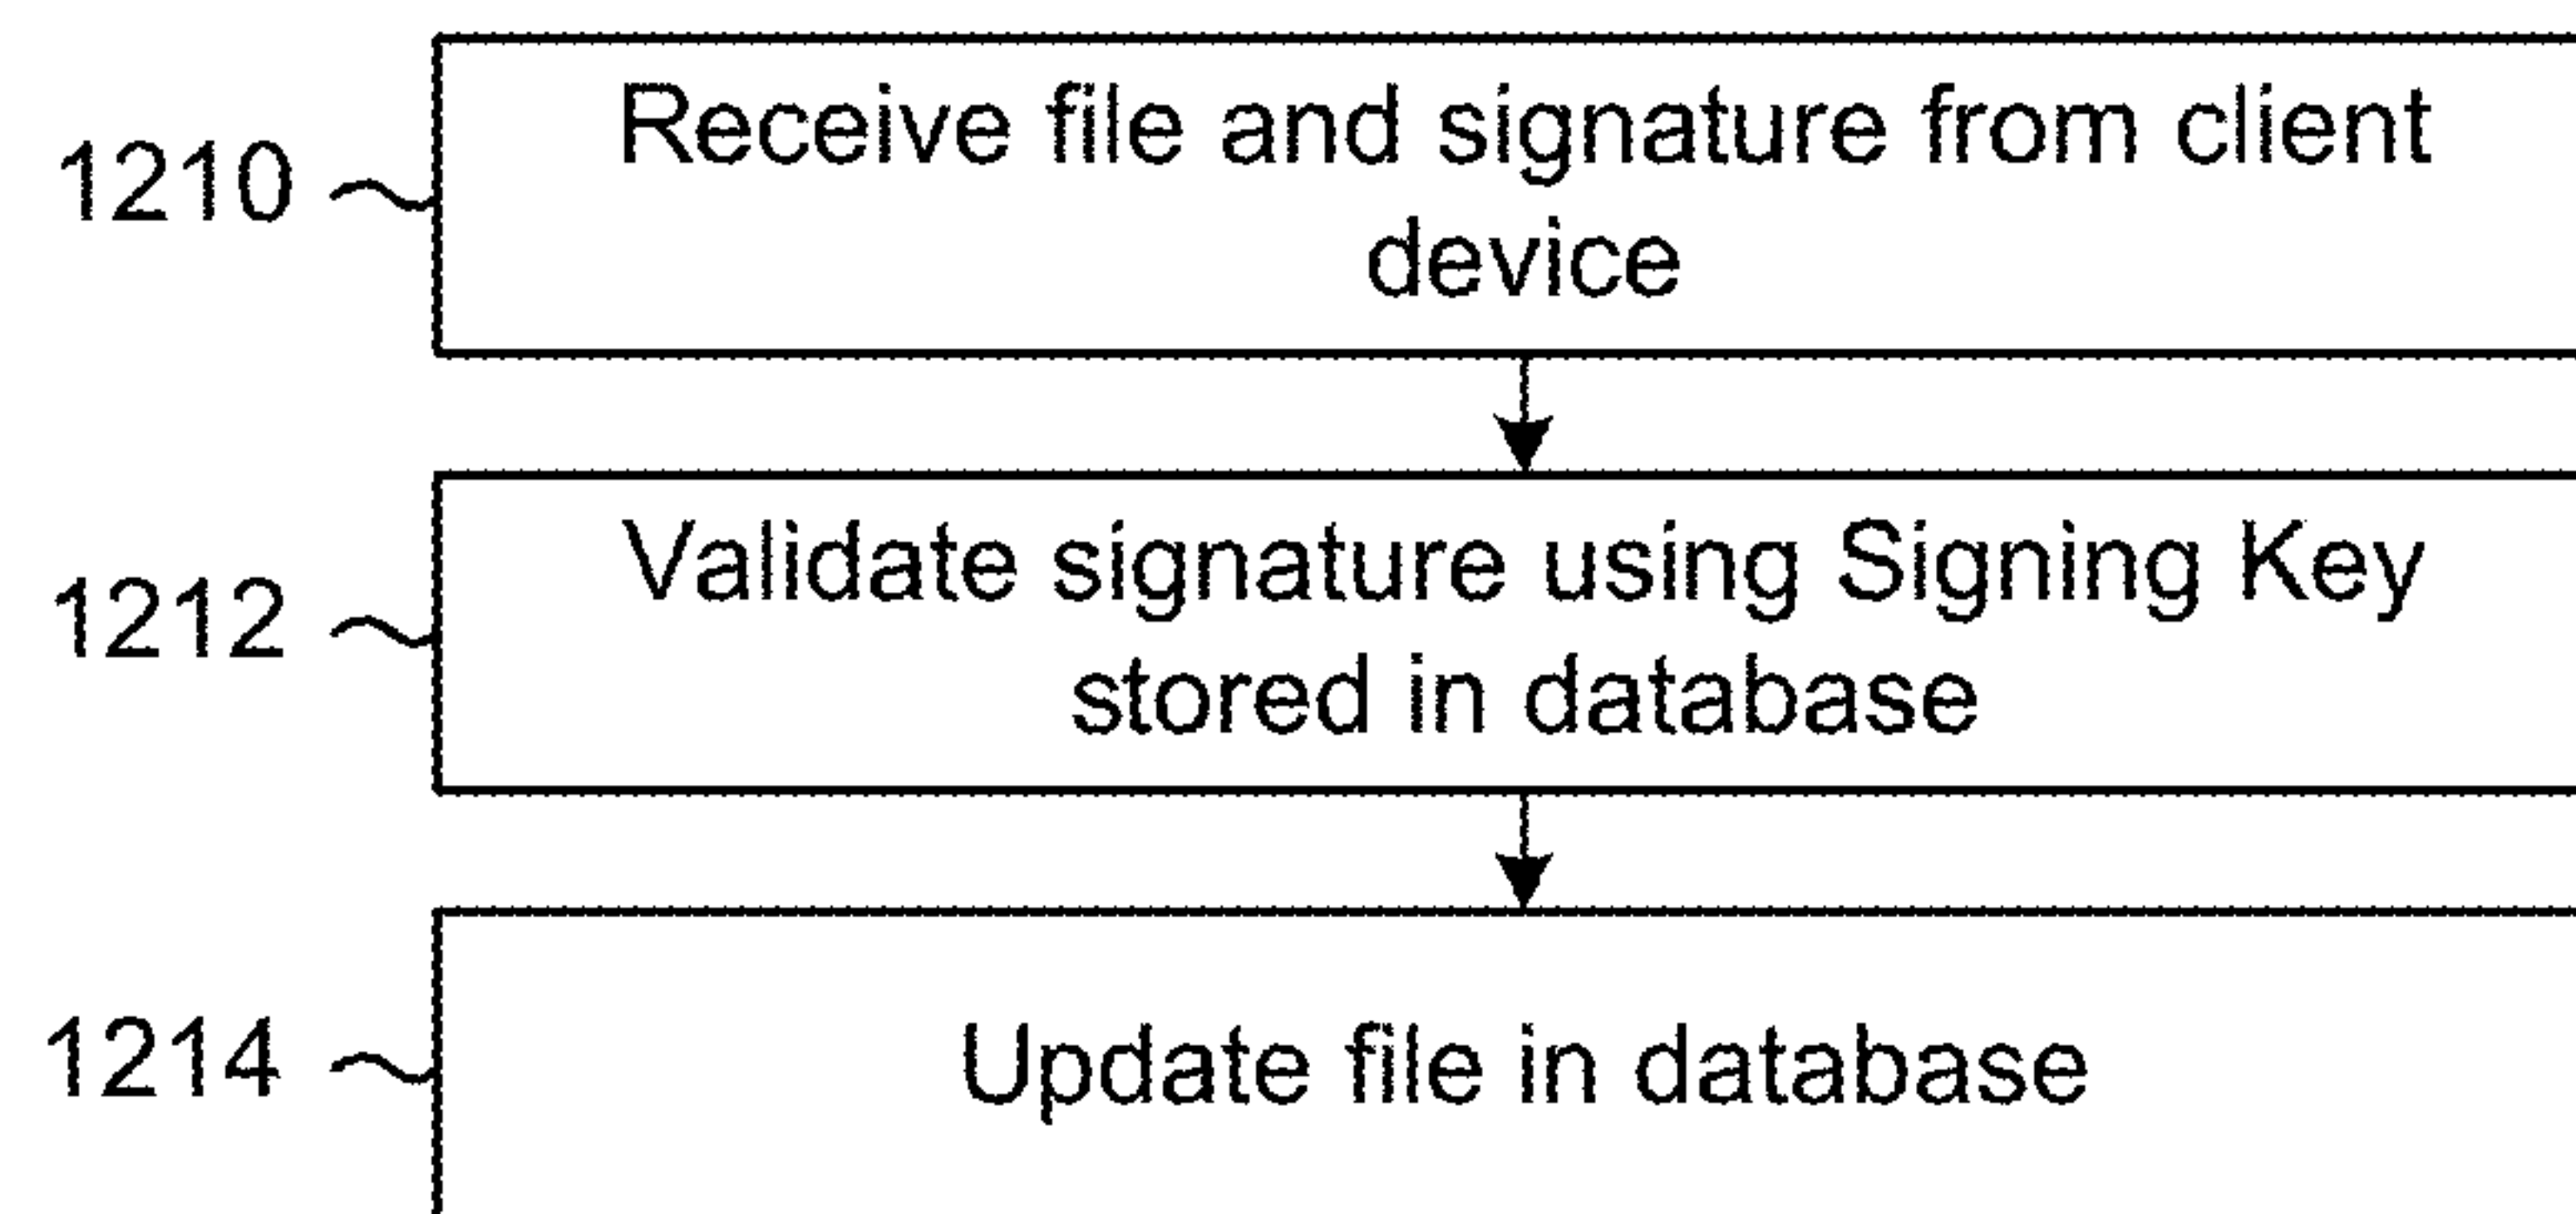 1210
Receive file and signature from client
device
1212
Validate signature using Signing Key
stored in database
1214
Update file in database